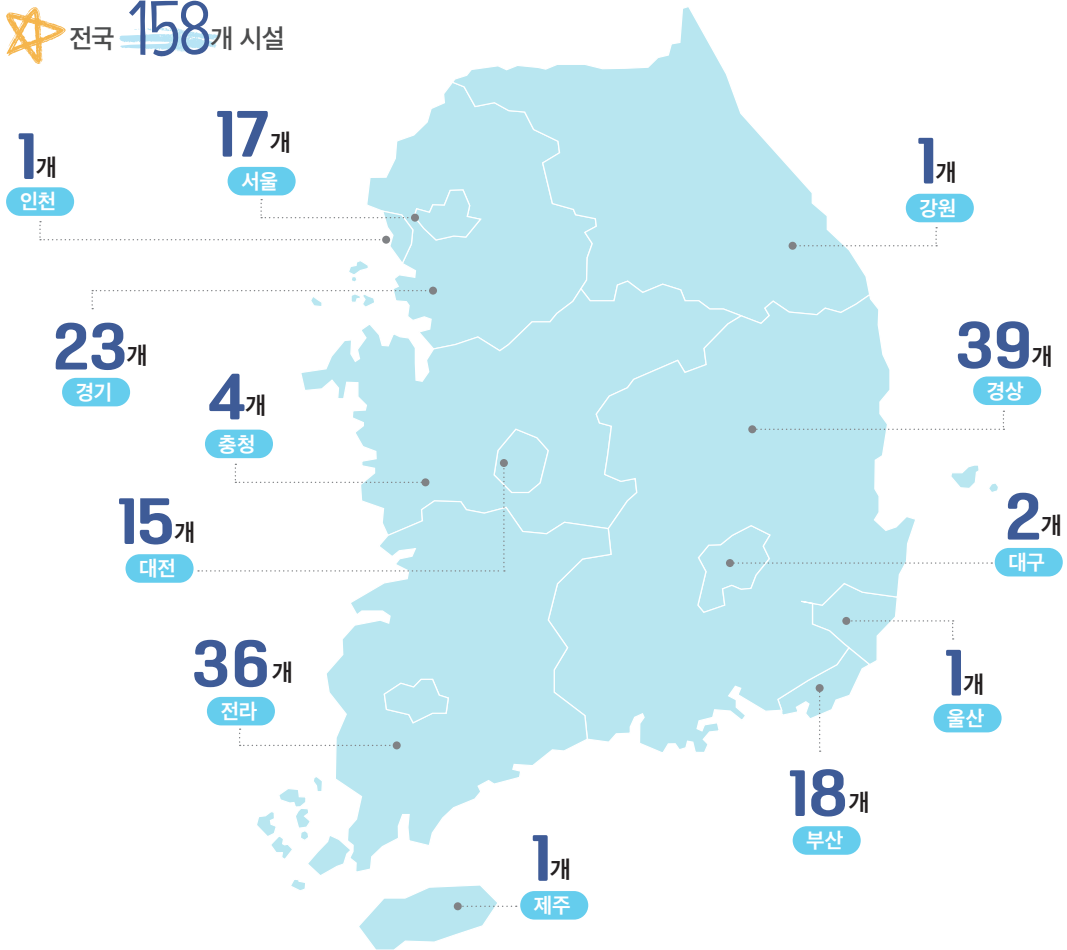 전국 158개 시설
1개
인천
17개
서울
1개
강원
23개
경기
39개
경상
4개
충청
15개
대전
2개
대구
36개
전라
1개
울산
18개
부산
1개
제주